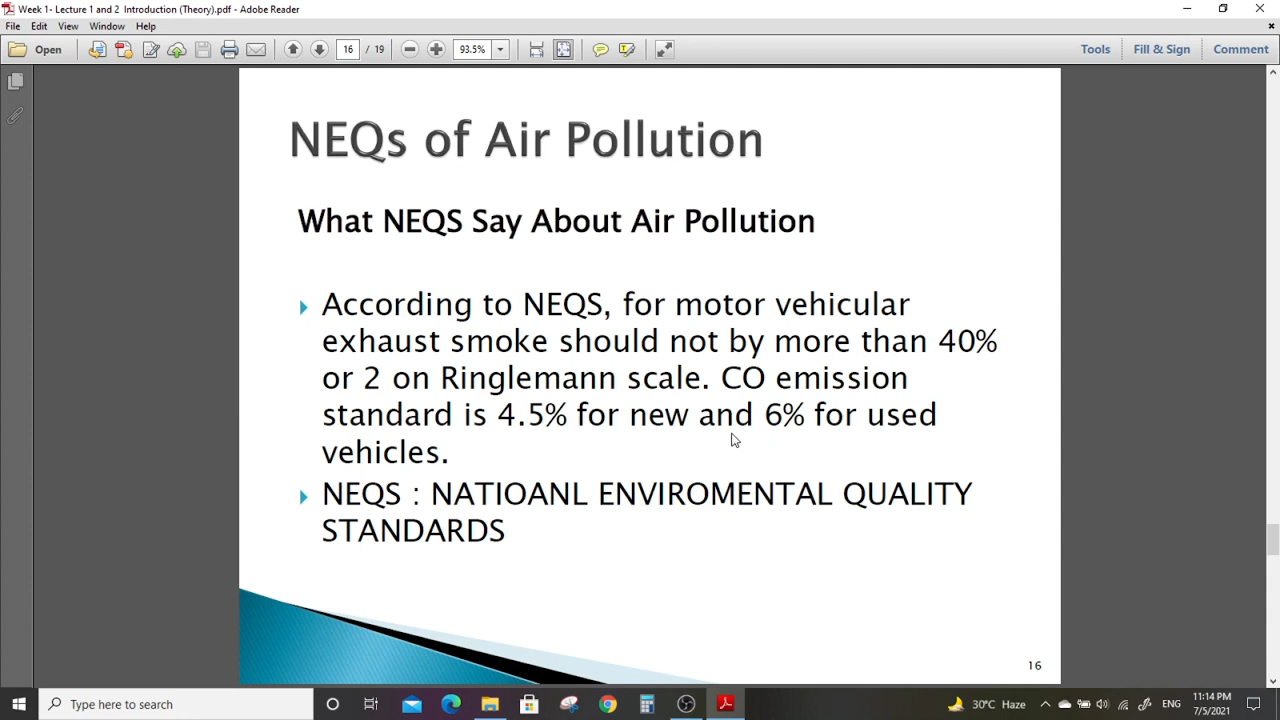 Week 1- Lecture 1 and 2 Introduction (Theory).pdf - Adobe Reader
File Edit View Window Help
Open 16 / 19 93.5% Tools Fill & Sign Comment
NEQs of Air Pollution
What NEQS Say About Air Pollution
According to NEQS, for motor vehicular
exhaust smoke should not by more than 40%
or 2 on Ringlemann scale. CO emission
standard is 4.5% for new and 6% for used
vehicles.
NEQS : NATIOANL ENVIROMENTAL QUALITY
STANDARDS
16
Type here to search 30°C Haze ENG 11:14 PM
7/5/2021